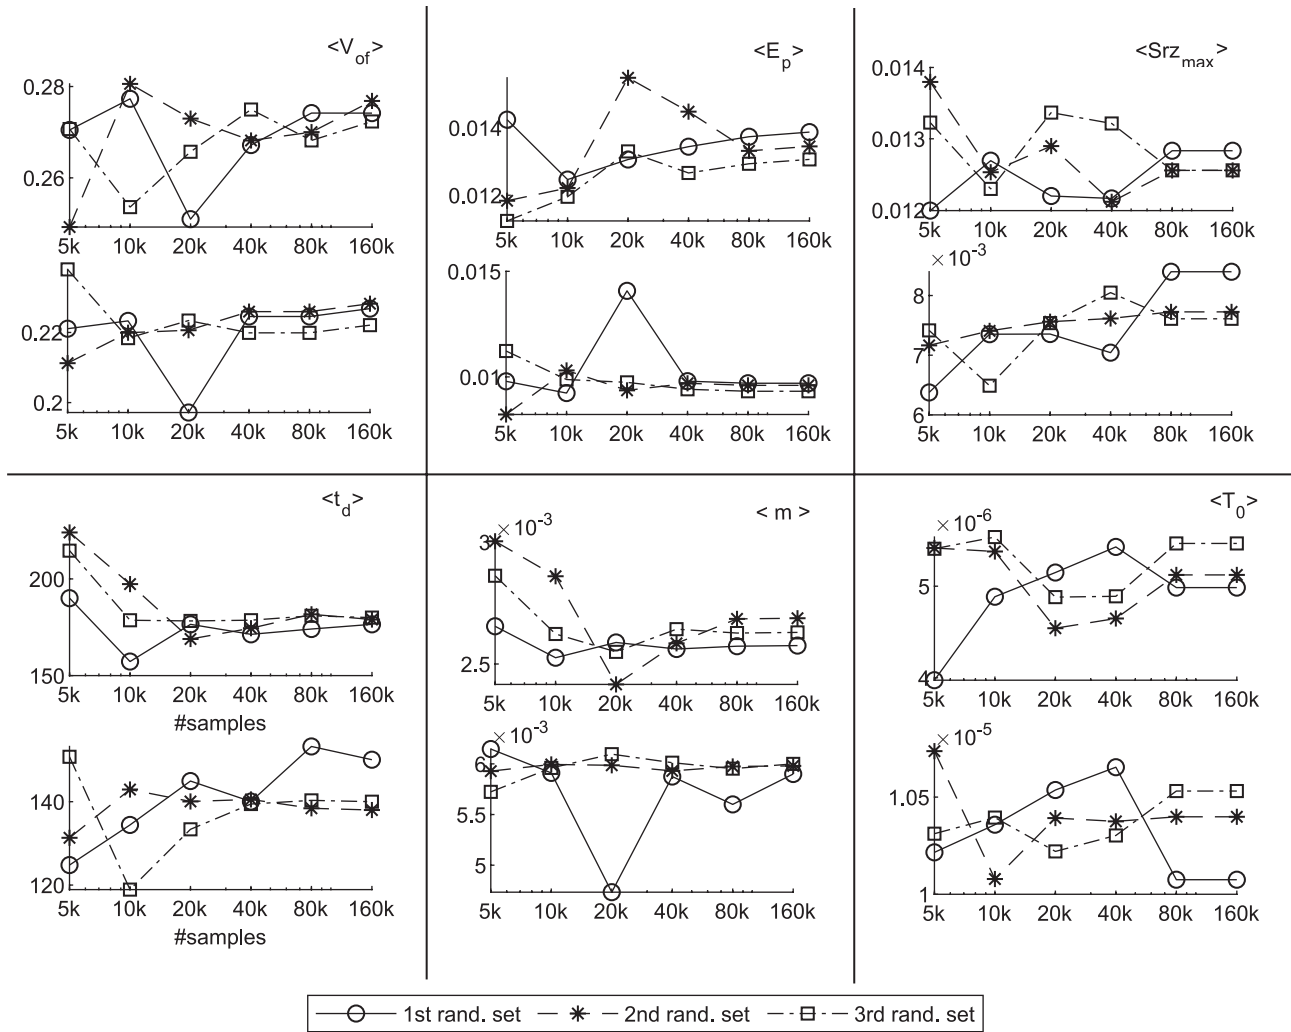 <V_of>
0.28
0.26
5k 10k 20k 40k 80k 160k
0.22
0.2
5k 10k 20k 40k 80k 160k
<E_p>
0.014
0.012
5k 10k 20k 40k 80k 160k
0.015
0.01
5k 10k 20k 40k 80k 160k
<Srz_max>
0.014
0.013
0.012
5k 10k 20k 40k 80k 160k
× 10^-3
8
7
6
5k 10k 20k 40k 80k 160k
<t_d>
200
150
5k 10k 20k 40k 80k 160k
#samples
140
120
5k 10k 20k 40k 80k 160k
#samples
< m >
3 × 10^-3
2.5
5k 10k 20k 40k 80k 160k
× 10^-3
6
5.5
5
5k 10k 20k 40k 80k 160k
<T_0>
× 10^-6
5
4
5k 10k 20k 40k 80k 160k
× 10^-5
1.05
1
5k 10k 20k 40k 80k 160k
1st rand. set 2nd rand. set 3rd rand. set